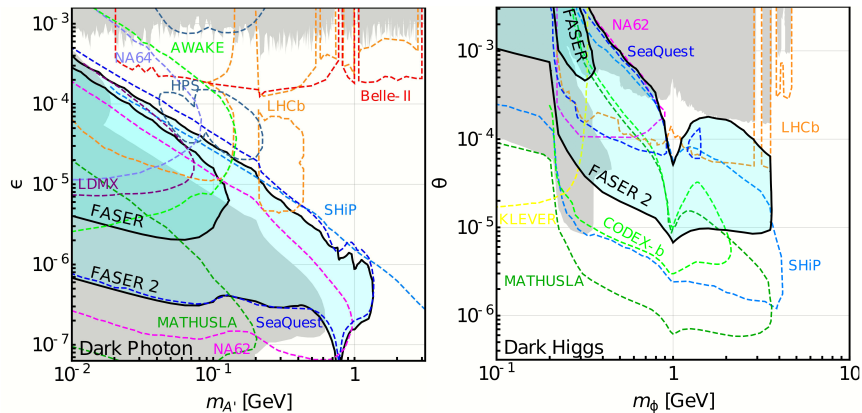 10⁻³
10⁻⁴
10⁻⁵
10⁻⁶
10⁻⁷
ϵ
AWAKE
NA64
HPS
Belle-II
LHCb
LDMX
FASER
SHiP
FASER 2
MATHUSLA
SeaQuest
NA62
Dark Photon
10⁻²
10⁻¹
1
m_A' [GeV]
10⁻³
10⁻⁴
10⁻⁵
10⁻⁶
θ
NA62
FASER
SeaQuest
LHCb
FASER 2
KLEVER
CODEX-b
SHiP
MATHUSLA
Dark Higgs
10⁻¹
1
10
m_ϕ [GeV]